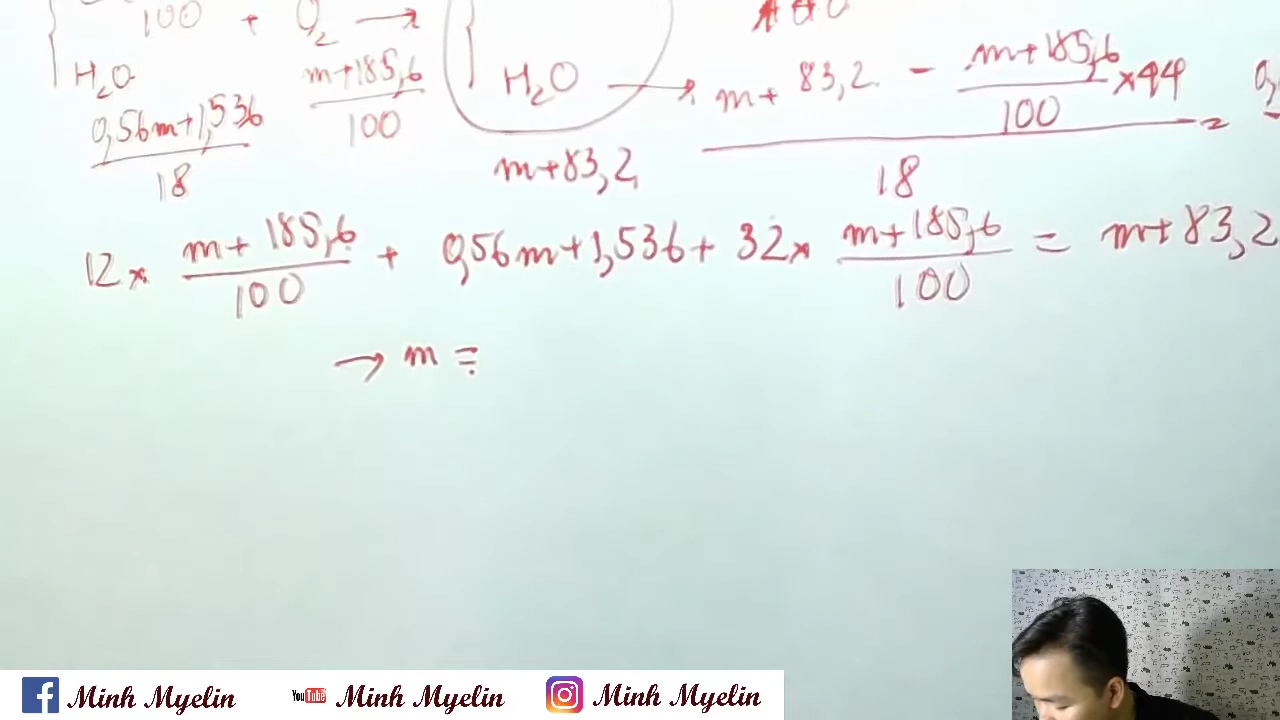 100 + O₂ →
H₂O
(0,56m+1,536)/18
(m+185,6)/100
H₂O → (m+83,2 - (m+185,6)/100 ×44)/18 =
m+83,2
12× (m+185,6)/100 + 0,56m+1,536+ 32× (m+185,6)/100 = m+83,2
→ m =
Minh Myelin
YouTube Minh Myelin
Minh Myelin